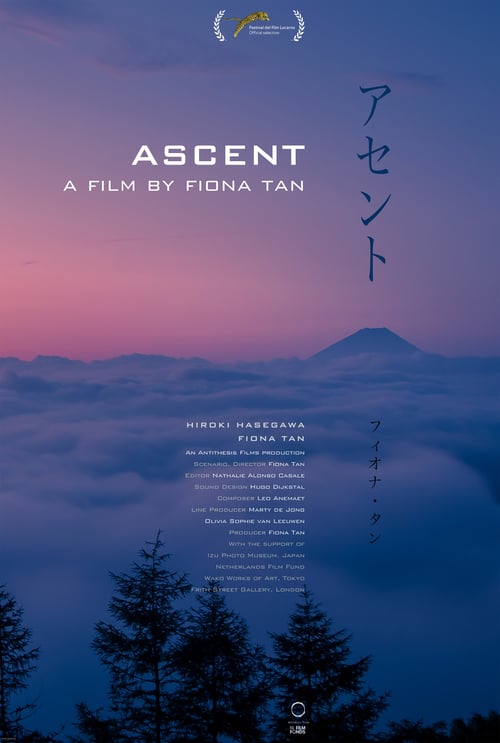 Festival del film Locarno
Official selection
アセント
ASCENT
A FILM BY FIONA TAN
HIROKI HASEGAWA
FIONA TAN
フィオナ・タン
AN ANTITHESIS FILMS PRODUCTION
SCENARIO, DIRECTOR FIONA TAN
EDITOR NATHALIE ALONSO CASALE
SOUND DESIGN HUGO DIJKSTAL
COMPOSER LEO ANEMAET
LINE PRODUCER MARTY DE JONG
OLIVIA SOPHIE VAN LEEUWEN
PRODUCER FIONA TAN
WITH THE SUPPORT OF
IZU PHOTO MUSEUM, JAPAN
NETHERLANDS FILM FUND
WAKO WORKS OF ART, TOKYO
FRITH STREET GALLERY, LONDON
FILM
FONDS